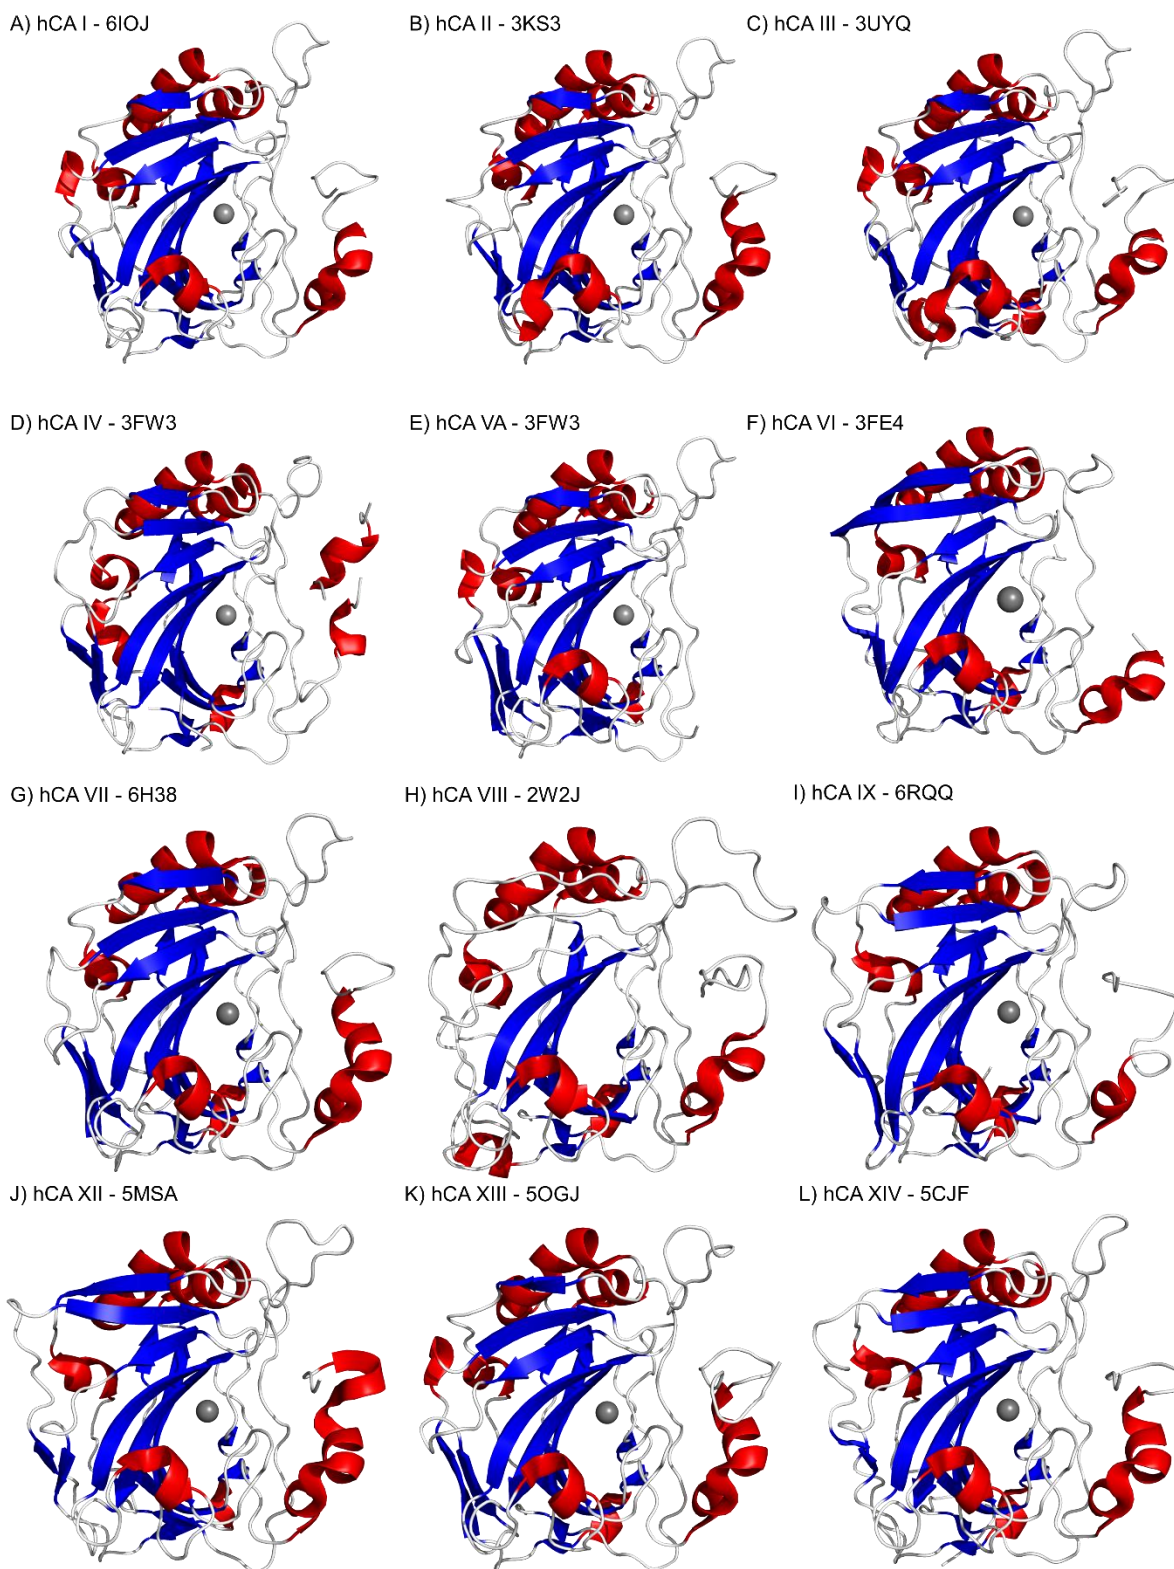 A) hCA I - 6IOJ
B) hCA II - 3KS3
C) hCA III - 3UYQ
D) hCA IV - 3FW3
E) hCA VA - 3FW3
F) hCA VI - 3FE4
G) hCA VII - 6H38
H) hCA VIII - 2W2J
I) hCA IX - 6RQQ
J) hCA XII - 5MSA
K) hCA XIII - 5OGJ
L) hCA XIV - 5CJF